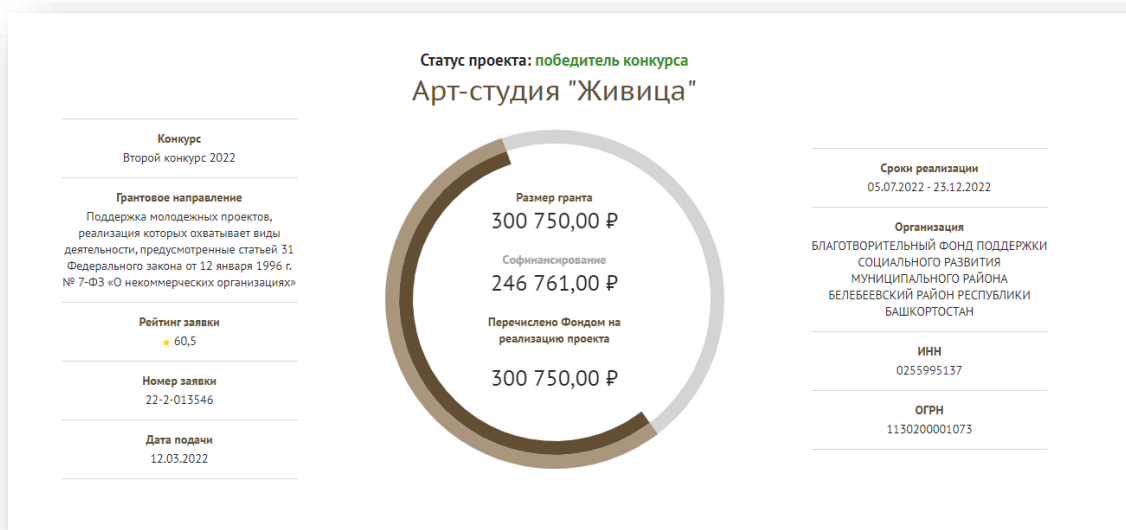 Статус проекта: победитель конкурса
Арт-студия "Живица"
Конкурс
Второй конкурс 2022
Грантовое направление
Поддержка молодежных проектов,
реализация которых охватывает виды
деятельности, предусмотренные статьей 31
Федерального закона от 12 января 1996 г.
№ 7-ФЗ «О некоммерческих организациях»
Рейтинг заявки
60,5
Номер заявки
22-2-013546
Дата подачи
12.03.2022
Размер гранта
300 750,00 ₽
Софинансирование
246 761,00 ₽
Перечислено Фондом на
реализацию проекта
300 750,00 ₽
Сроки реализации
05.07.2022 - 23.12.2022
Организация
БЛАГОТВОРИТЕЛЬНЫЙ ФОНД ПОДДЕРЖКИ
СОЦИАЛЬНОГО РАЗВИТИЯ
МУНИЦИПАЛЬНОГО РАЙОНА
БЕЛЕБЕЕВСКИЙ РАЙОН РЕСПУБЛИКИ
БАШКОРТОСТАН
ИНН
0255995137
ОГРН
1130200001073